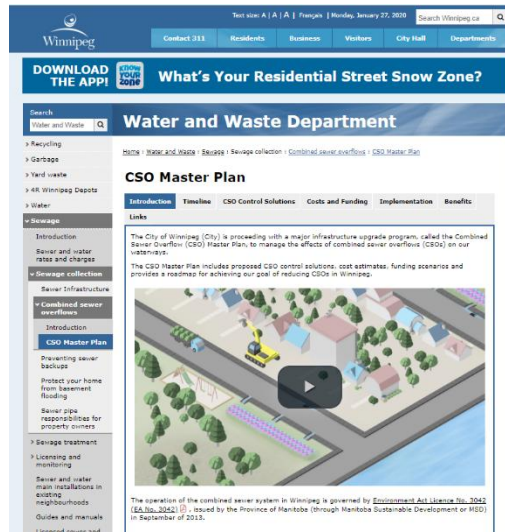 Text size: A | A | A | Français | Monday, January 27, 2020
Search Winnipeg.ca
Winnipeg
Contact 311 Residents Business Visitors City Hall Departments
DOWNLOAD
THE APP!
KNOW
YOUR
ZONE
What's Your Residential Street Snow Zone?
Search
Water and Waste
Water and Waste Department
› Recycling
› Garbage
› Yard waste
› 4R Winnipeg Depots
› Water
Sewage
Introduction
Sewer and water
rates and charges
Sewage collection
Sewer Infrastructure
Combined sewer
overflows
Introduction
CSO Master Plan
Preventing sewer
backups
Protect your home
from basement
flooding
Sewer pipe
responsibilities for
property owners
› Sewage treatment
› Licensing and
monitoring
Sewer and water
main installations in
existing
neighbourhoods
Guides and manuals
Licensed sewer and
Home › Water and Waste › Sewage › Sewage collection › Combined sewer overflows › CSO Master Plan
CSO Master Plan
Introduction Timeline CSO Control Solutions Costs and Funding Implementation Benefits
Links
The City of Winnipeg (City) is proceeding with a major infrastructure upgrade program, called the Combined
Sewer Overflow (CSO) Master Plan, to manage the effects of combined sewer overflows (CSOs) on our
waterways.
The CSO Master Plan includes proposed CSO control solutions, cost estimates, funding scenarios and
provides a roadmap for achieving our goal of reducing CSOs in Winnipeg.
The operation of the combined sewer system in Winnipeg is governed by Environment Act Licence No. 3042
(EA No. 3042) , issued by the Province of Manitoba (through Manitoba Sustainable Development or MSD)
in September of 2013.